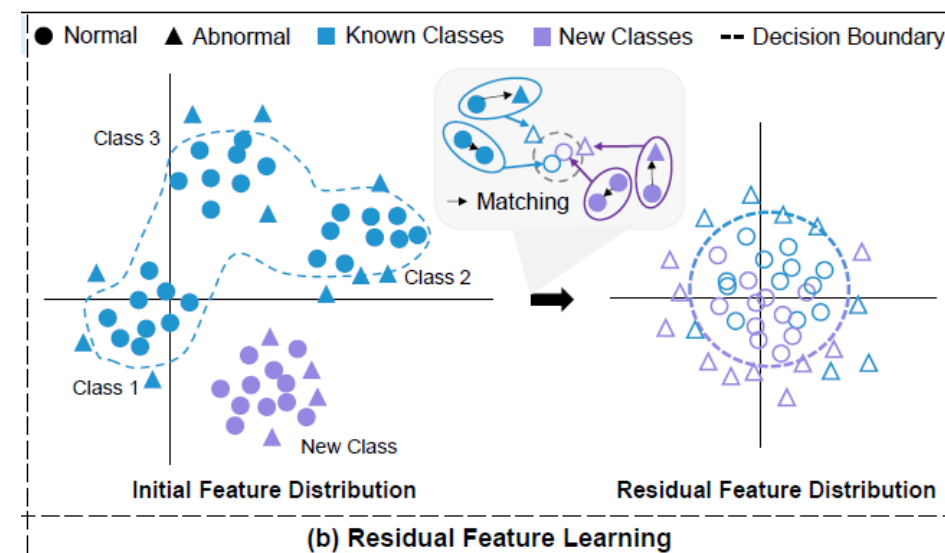 Normal Abnormal Known Classes New Classes Decision Boundary
Class 3
Matching
Class 2
Class 1
New Class
Initial Feature Distribution Residual Feature Distribution
(b) Residual Feature Learning